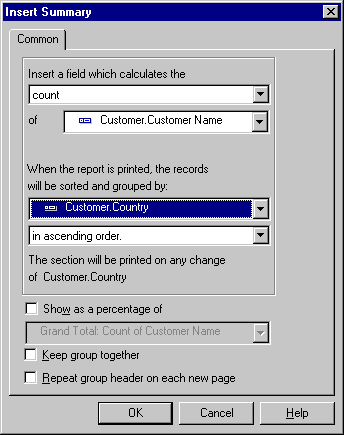 Insert Summary
Common
Insert a field which calculates the
count
of Customer.Customer Name
When the report is printed, the records
will be sorted and grouped by:
Customer.Country
in ascending order.
The section will be printed on any change
of Customer.Country
Show as a percentage of
Grand Total: Count of Customer Name
Keep group together
Repeat group header on each new page
OK Cancel Help